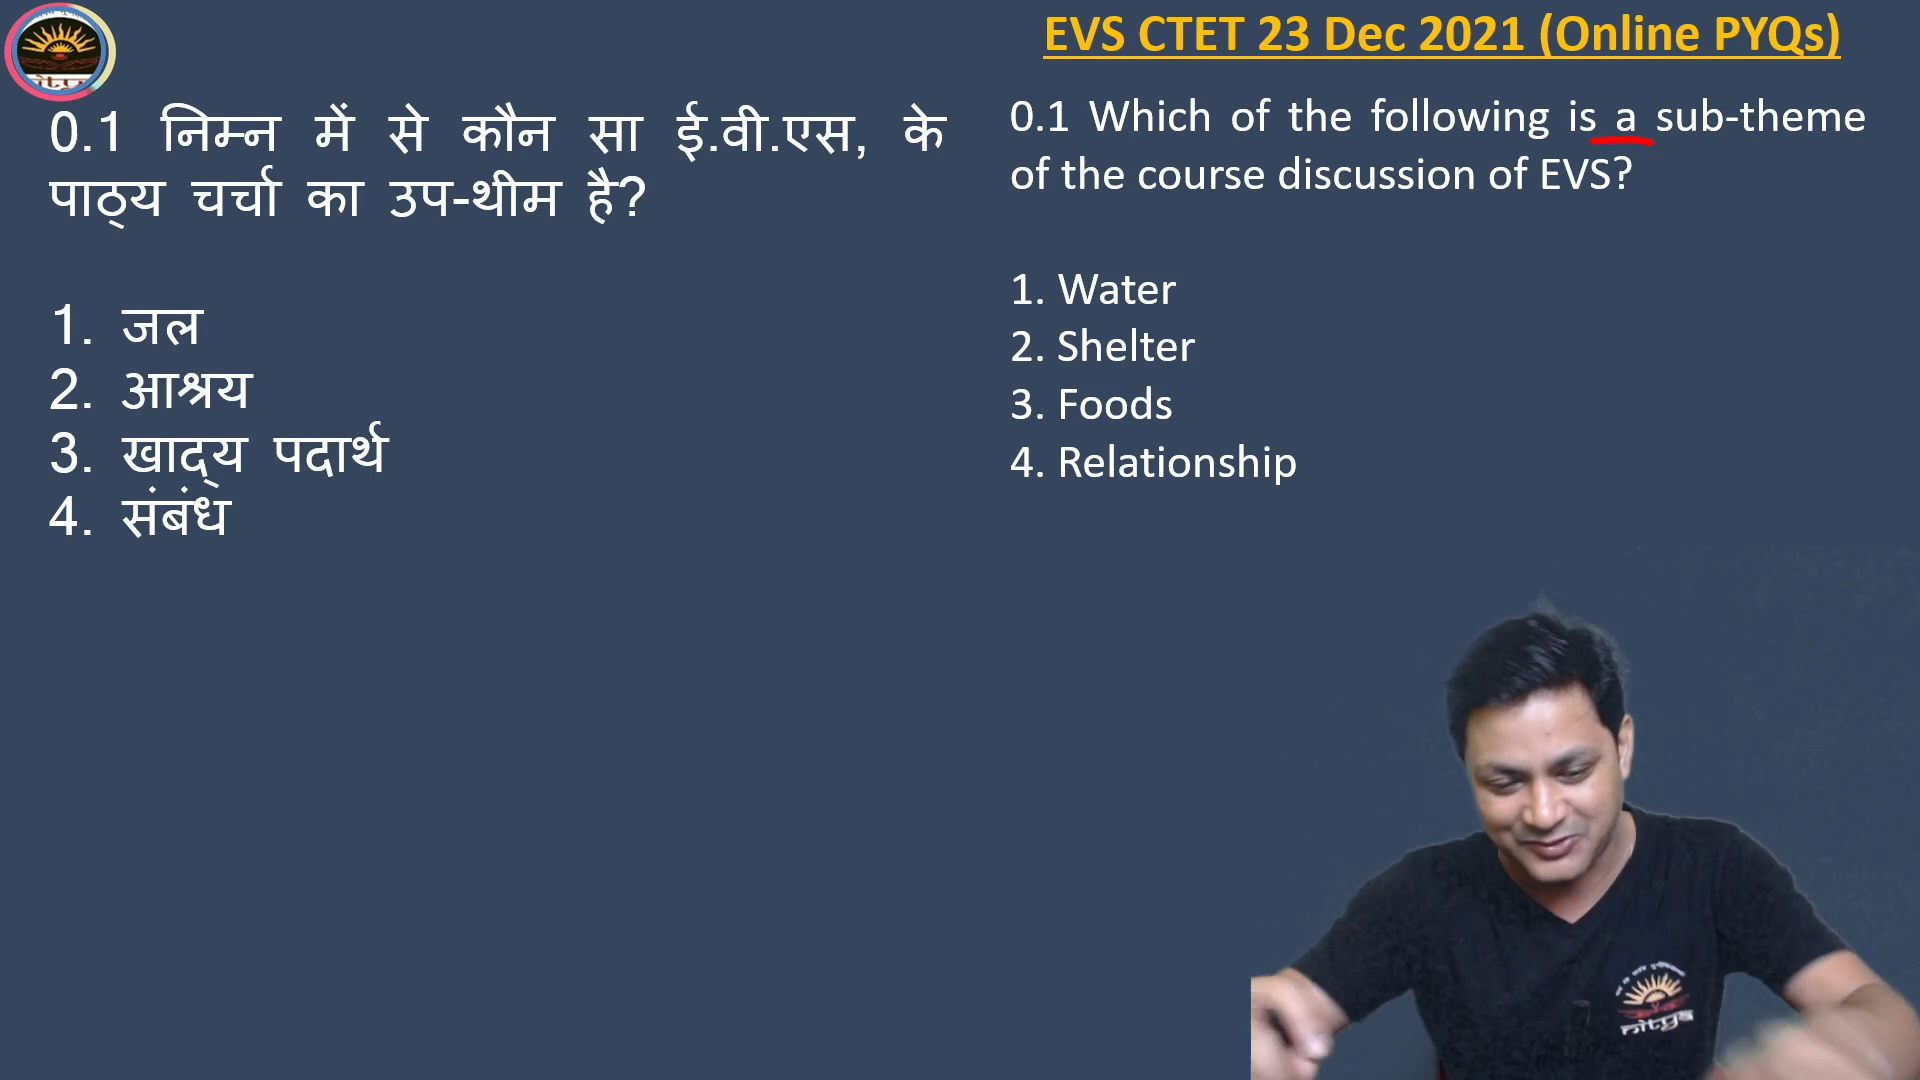 EVS CTET 23 Dec 2021 (Online PYQs)
0.1 निम्न में से कौन सा ई.वी.एस, के
पाठ्य चर्चा का उप-थीम है?
1. जल
2. आश्रय
3. खाद्य पदार्थ
4. संबंध
0.1 Which of the following is a sub-theme
of the course discussion of EVS?
1. Water
2. Shelter
3. Foods
4. Relationship
nitya